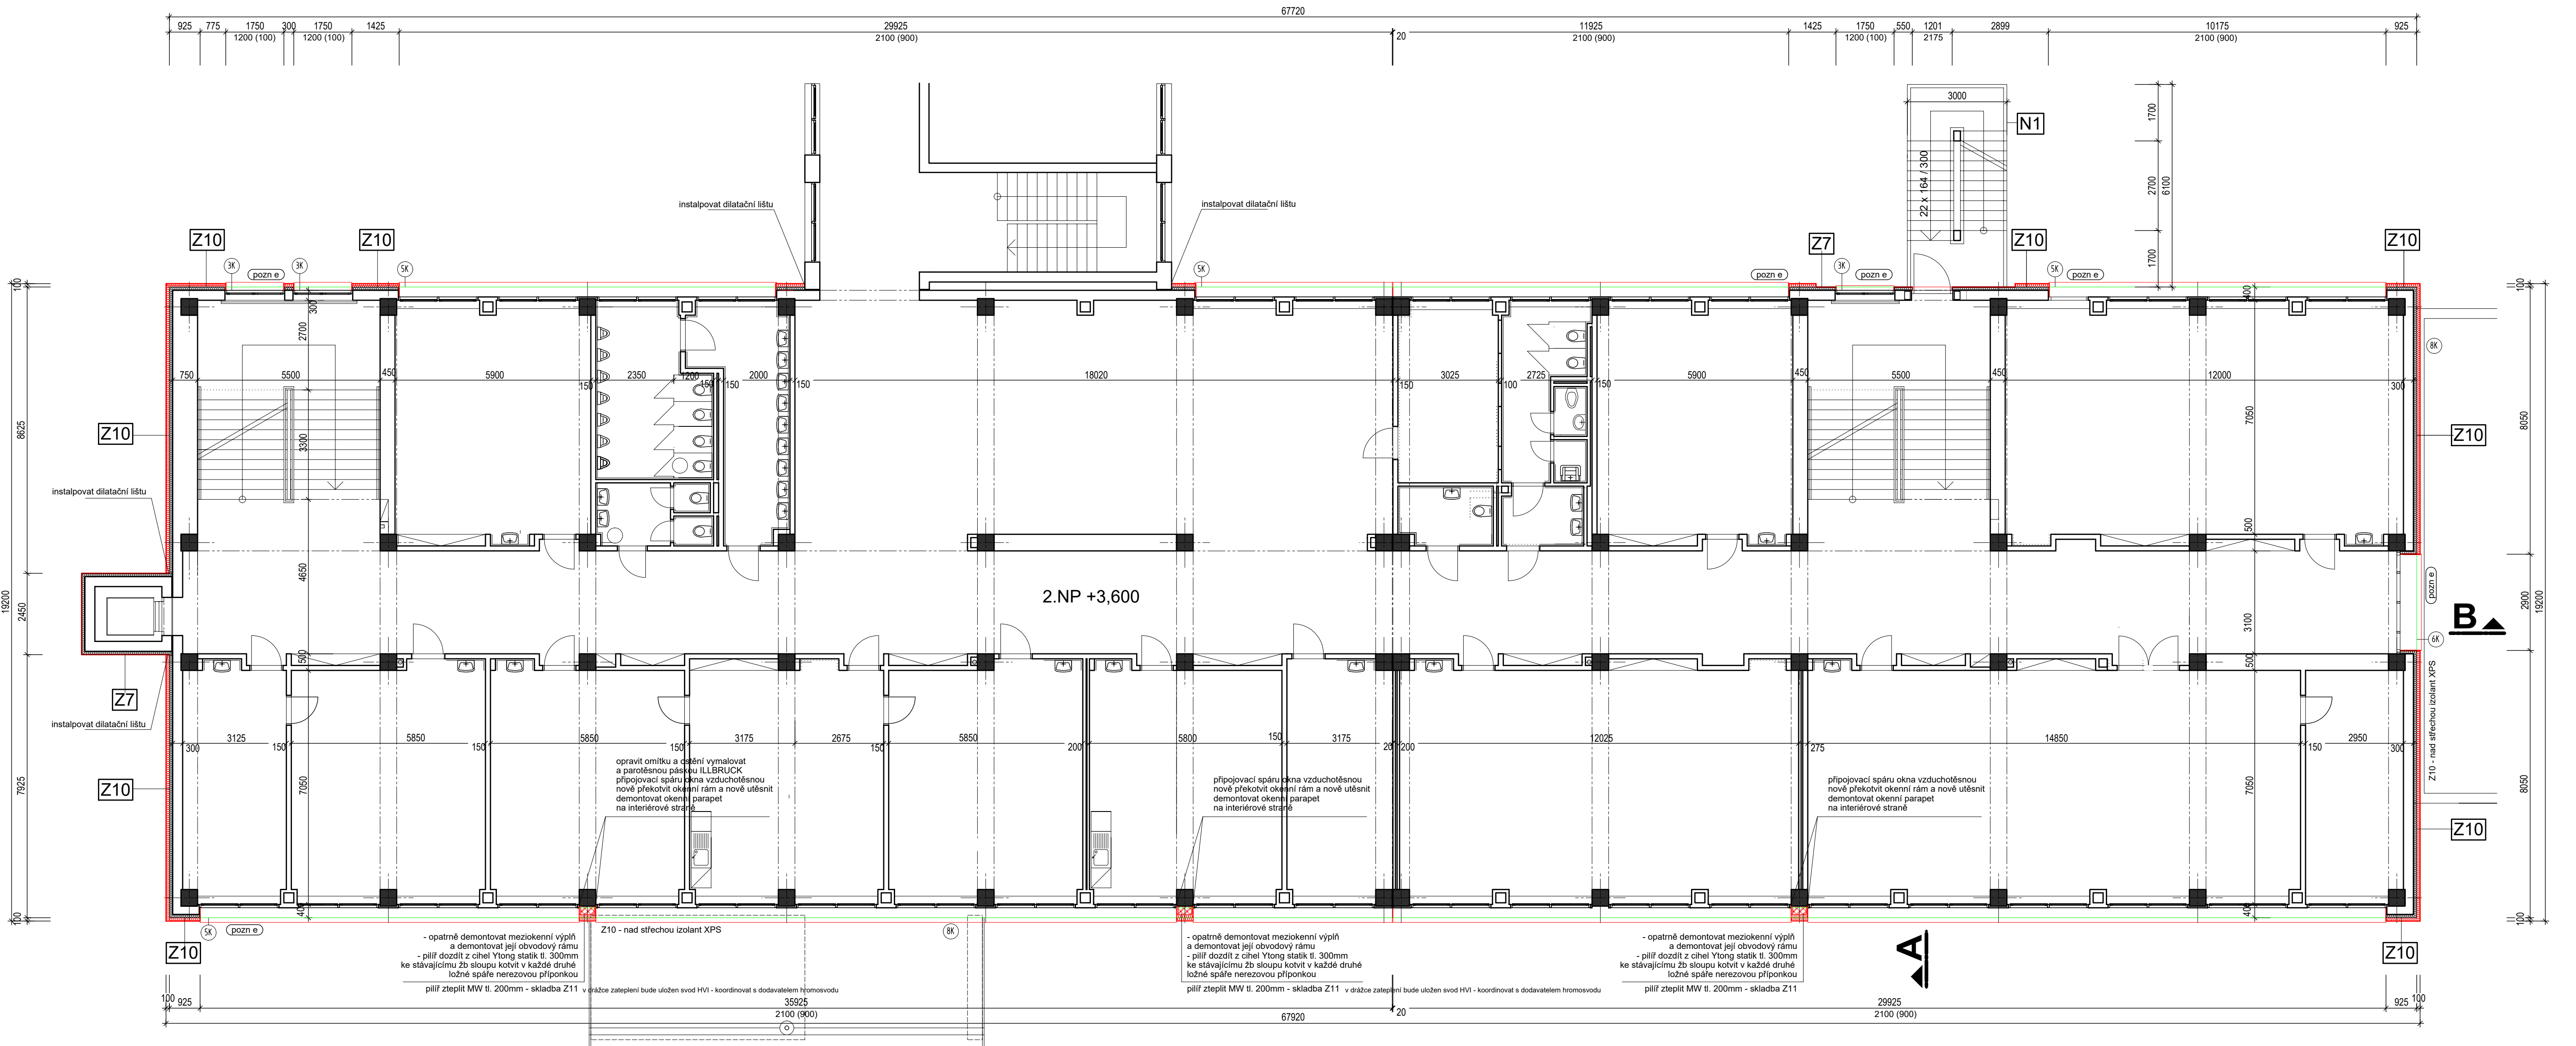 67720
925 775 1750 300 1750 1425 29925 11925 1425 1750 550 1201 2899 10175 925
1200 (100) 1200 (100) 2100 (900) 20 2100 (900) 1200 (100) 2175 2100 (900)
3000
N1
22 x 164 / 300
1700
2700
6100
1700
instalpovat dilatační lištu
instalpovat dilatační lištu
Z10
Z10
Z7
Z10
Z10
3K
pozn e
3K
5K
5K
pozn e
3K
pozn e
5K
pozn e
100
300
400
100
2700
8K
750 5500 450 5900 150 2350 1200 150 150 2000 150 18020 150 3025 100 2725 150 5900 450 5500 450 12000 300
8625
Z10
3300
7050
8050
Z10
instalpovat dilatační lištu
500
4650
19200
2450
2.NP +3,600
3100
2900
19200
pozn e
B
6K
500
500
Z7
instalpovat dilatační lištu
Z10 - nad střechou izolant XPS
300 3125 150 5850 150 5850 150 3175 2675 150 5850 200 5800 150 3175 20 200 12025 275 14850 150 2950 300
7925
Z10
7050
7050
8050
Z10
opravit omítku a ostění vymalovat
a parotěsnou páskou ILLBRUCK
připojovací spáru okna vzduchotěsnou
nově překotvit okenní rám a nově utěsnit
demontovat okenní parapet
na interiérové straně
připojovací spáru okna vzduchotěsnou
nově překotvit okenní rám a nově utěsnit
demontovat okenní parapet
na interiérové straně
připojovací spáru okna vzduchotěsnou
nově překotvit okenní rám a nově utěsnit
demontovat okenní parapet
na interiérové straně
100
400
400
100
5K
pozn e
Z10
Z10 - nad střechou izolant XPS
8K
A
Z10
- opatrně demontovat meziokenní výplň
a demontovat její obvodový rámu
- pilíř dozdít z cihel Ytong statik tl. 300mm
ke stávajícímu žb sloupu kotvit v každé druhé
ložné spáře nerezovou příponkou
pilíř zteplit MW tl. 200mm - skladba Z11 v drážce zateplení bude uložen svod HVI - koordinovat s dodavatelem hromosvodu
- opatrně demontovat meziokenní výplň
a demontovat její obvodový rámu
- pilíř dozdít z cihel Ytong statik tl. 300mm
ke stávajícímu žb sloupu kotvit v každé druhé
ložné spáře nerezovou příponkou
pilíř zteplit MW tl. 200mm - skladba Z11 v drážce zateplení bude uložen svod HVI - koordinovat s dodavatelem hromosvodu
- opatrně demontovat meziokenní výplň
a demontovat její obvodový rámu
- pilíř dozdít z cihel Ytong statik tl. 300mm
ke stávajícímu žb sloupu kotvit v každé druhé
ložné spáře nerezovou příponkou
pilíř zteplit MW tl. 200mm - skladba Z11
100 925 35925 29925 925 100
2100 (900) 20 2100 (900)
67920